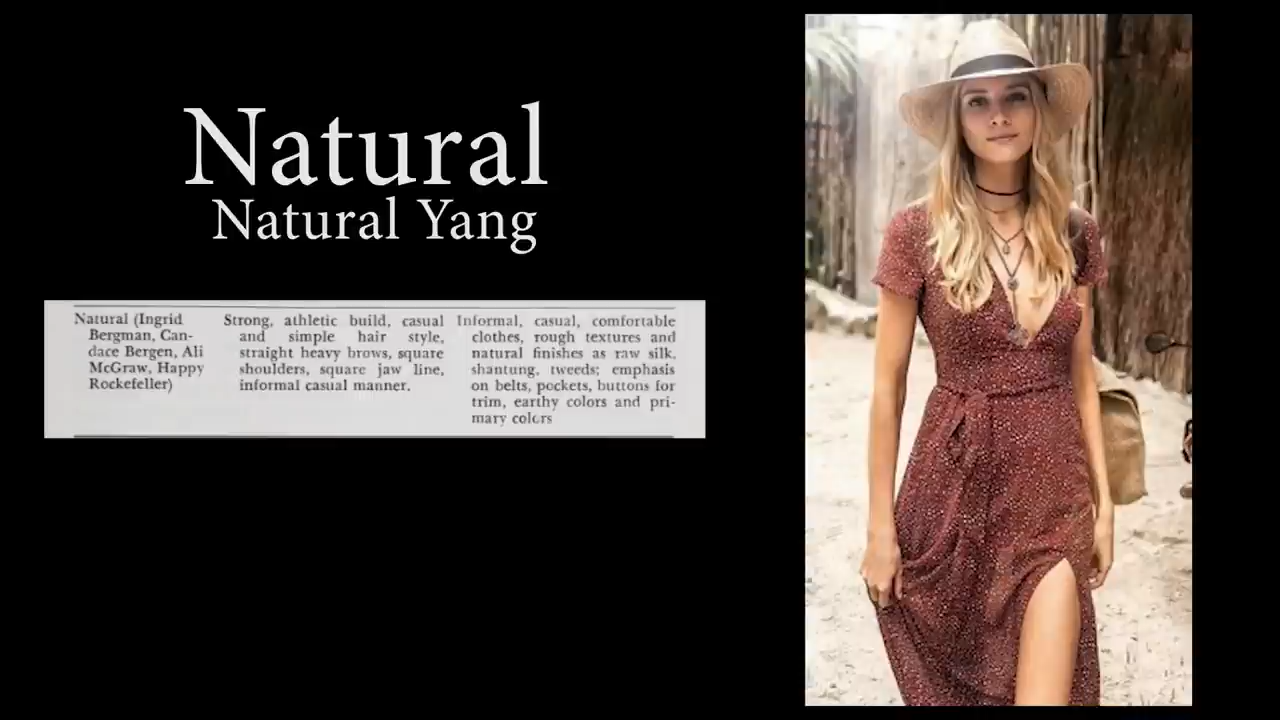 Natural
Natural Yang
Natural (Ingrid
Bergman, Can-
dace Bergen, Ali
McGraw, Happy
Rockefeller)
Strong, athletic build, casual
and simple hair style,
straight heavy brows, square
shoulders, square jaw line,
informal casual manner.
Informal, casual, comfortable
clothes, rough textures and
natural finishes as raw silk,
shantung, tweeds; emphasis
on belts, pockets, buttons for
trim, earthy colors and pri-
mary colors